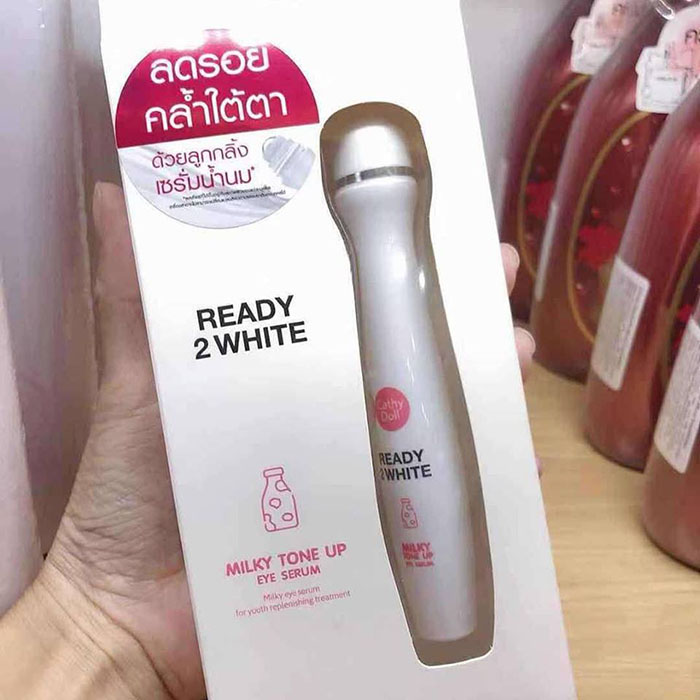 ลดรอย
คล้ำใต้ตา
ด้วยลูกกลิ้ง
เซรั่มน้ำนม*
READY
2 WHITE
MILKY TONE UP
EYE SERUM
Milky eye serum
for youth replenishing treatment
Cathy
Doll
READY
2 WHITE
MILKY
TONE UP
EYE SERUM